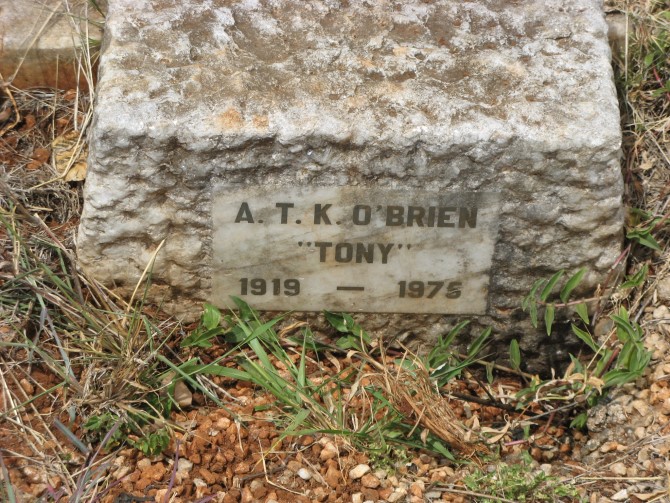 A. T. K. O'BRIEN
"TONY"
1919 — 1975